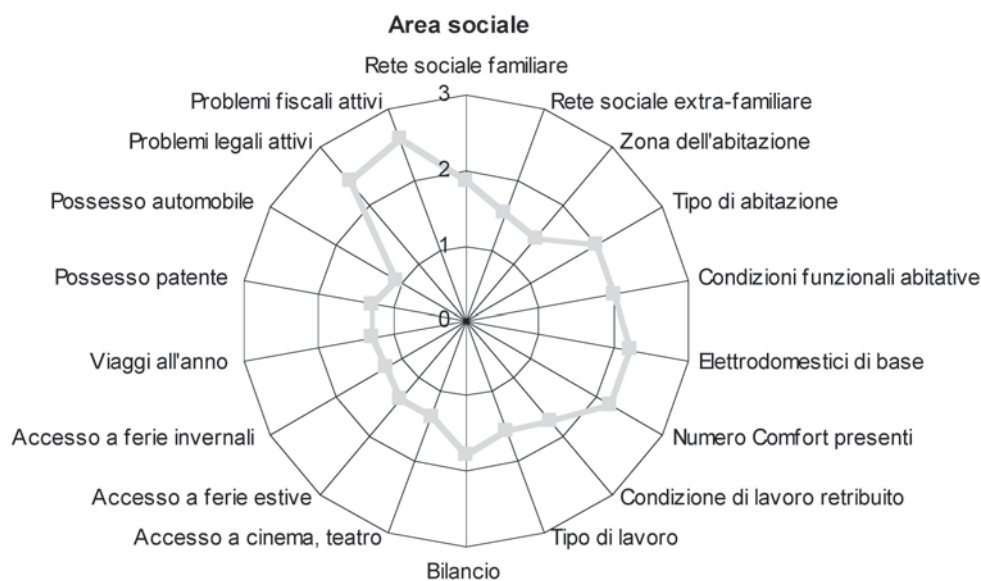 Area sociale
Rete sociale familiare
Problemi fiscali attivi
3
Rete sociale extra-familiare
Problemi legali attivi
Zona dell'abitazione
2
Possesso automobile
Tipo di abitazione
1
Possesso patente
Condizioni funzionali abitative
0
Viaggi all'anno
Elettrodomestici di base
Accesso a ferie invernali
Numero Comfort presenti
Accesso a ferie estive
Condizione di lavoro retribuito
Accesso a cinema, teatro
Tipo di lavoro
Bilancio